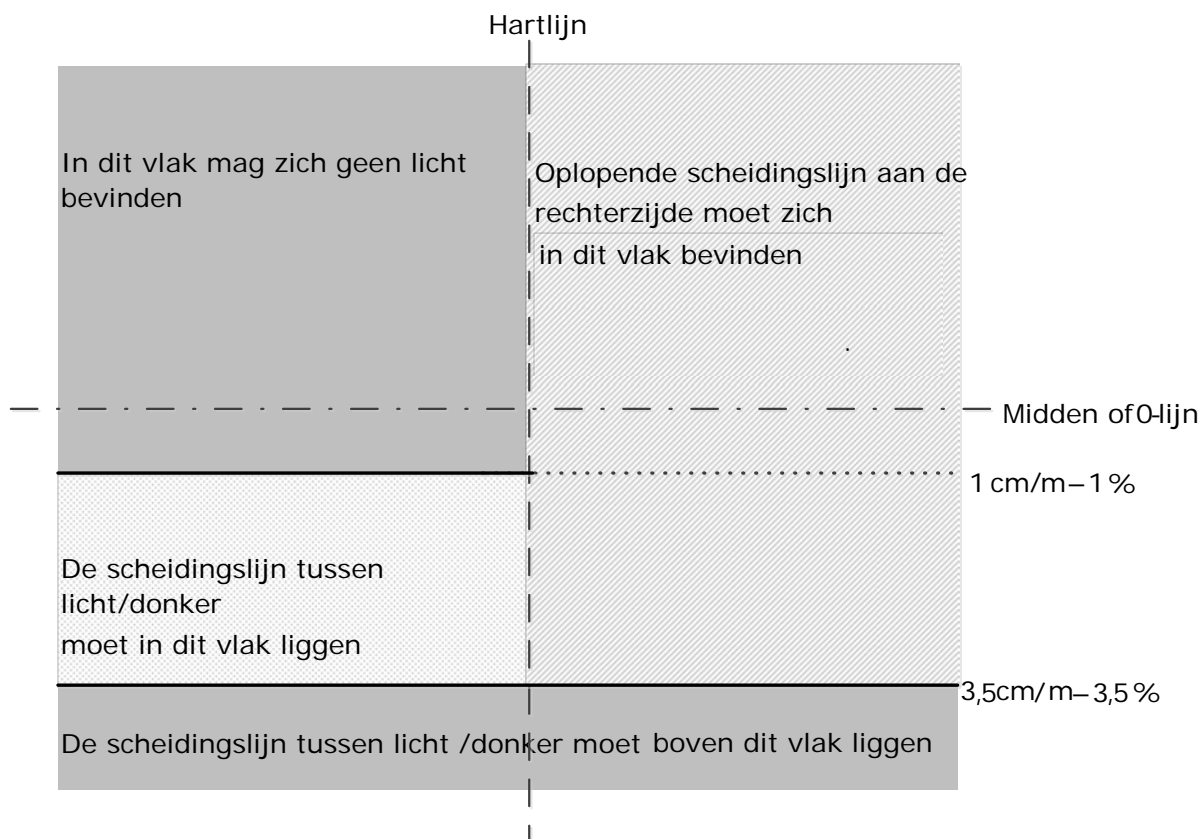 Hartlijn
In dit vlak mag zich geen licht
bevinden
Oplopende scheidingslijn aan de
rechterzijde moet zich
in dit vlak bevinden
Midden of 0-lijn
1 cm/m – 1 %
De scheidingslijn tussen
licht/donker
moet in dit vlak liggen
3,5cm/m – 3,5 %
De scheidingslijn tussen licht /donker moet boven dit vlak liggen